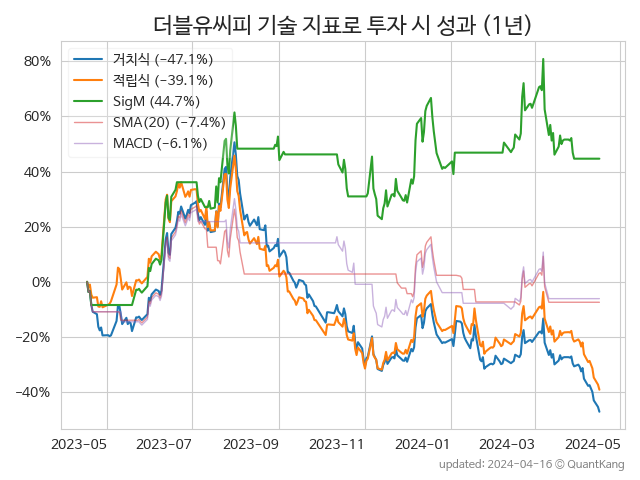 더블유씨피 기술 지표로 투자 시 성과 (1년)
거치식 (−47.1%)
적립식 (−39.1%)
SigM (44.7%)
SMA(20) (−7.4%)
MACD (−6.1%)
80%
60%
40%
20%
0%
−20%
−40%
2023-05 2023-07 2023-09 2023-11 2024-01 2024-03 2024-05
updated: 2024-04-16 © QuantKang